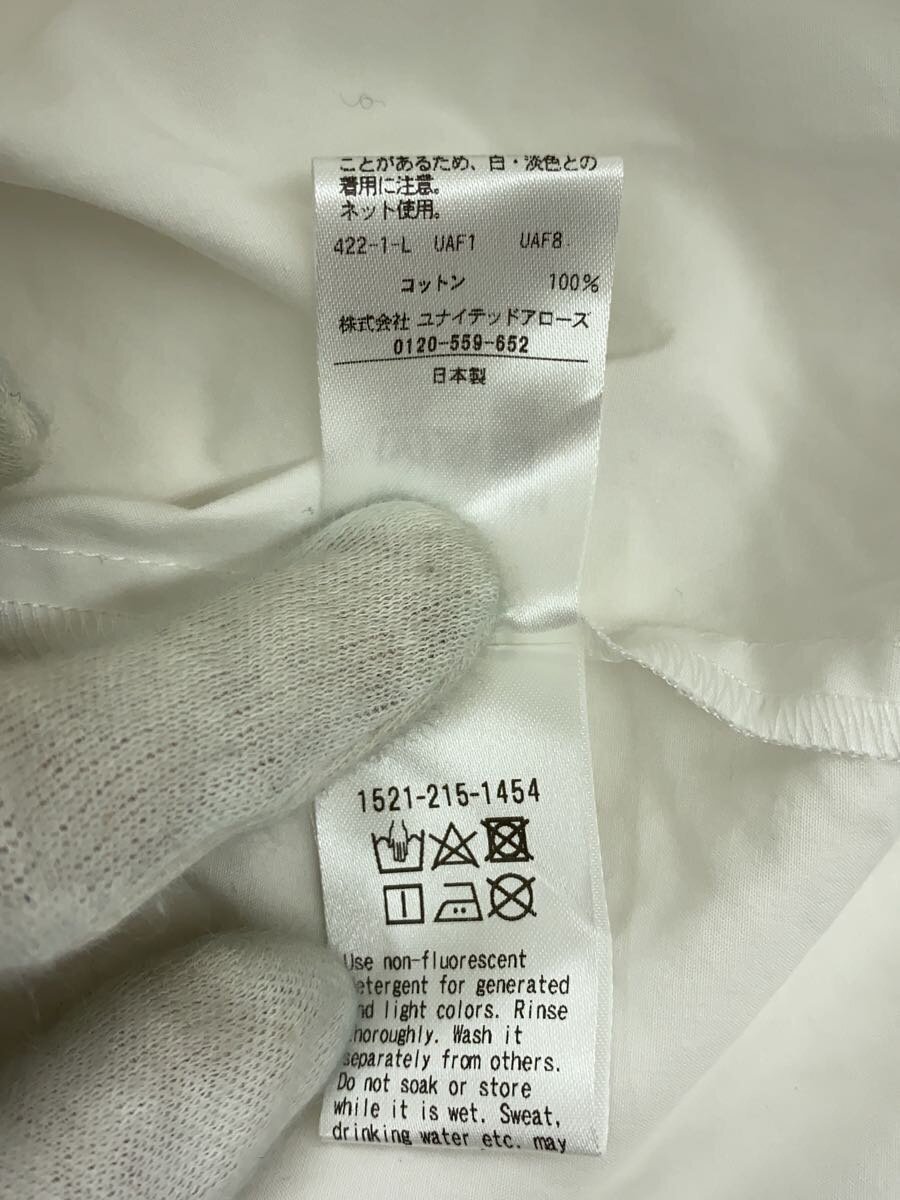 ことがあるため、白・淡色との
着用に注意。
ネット使用。
422-1-L UAF1 UAF8
コットン 100%
株式会社 ユナイテッドアローズ
0120-559-652
日本製
1521-215-1454
Use non-fluorescent
detergent for generated
and light colors. Rinse
thoroughly. Wash it
separately from others.
Do not soak or store
while it is wet. Sweat,
drinking water etc. may